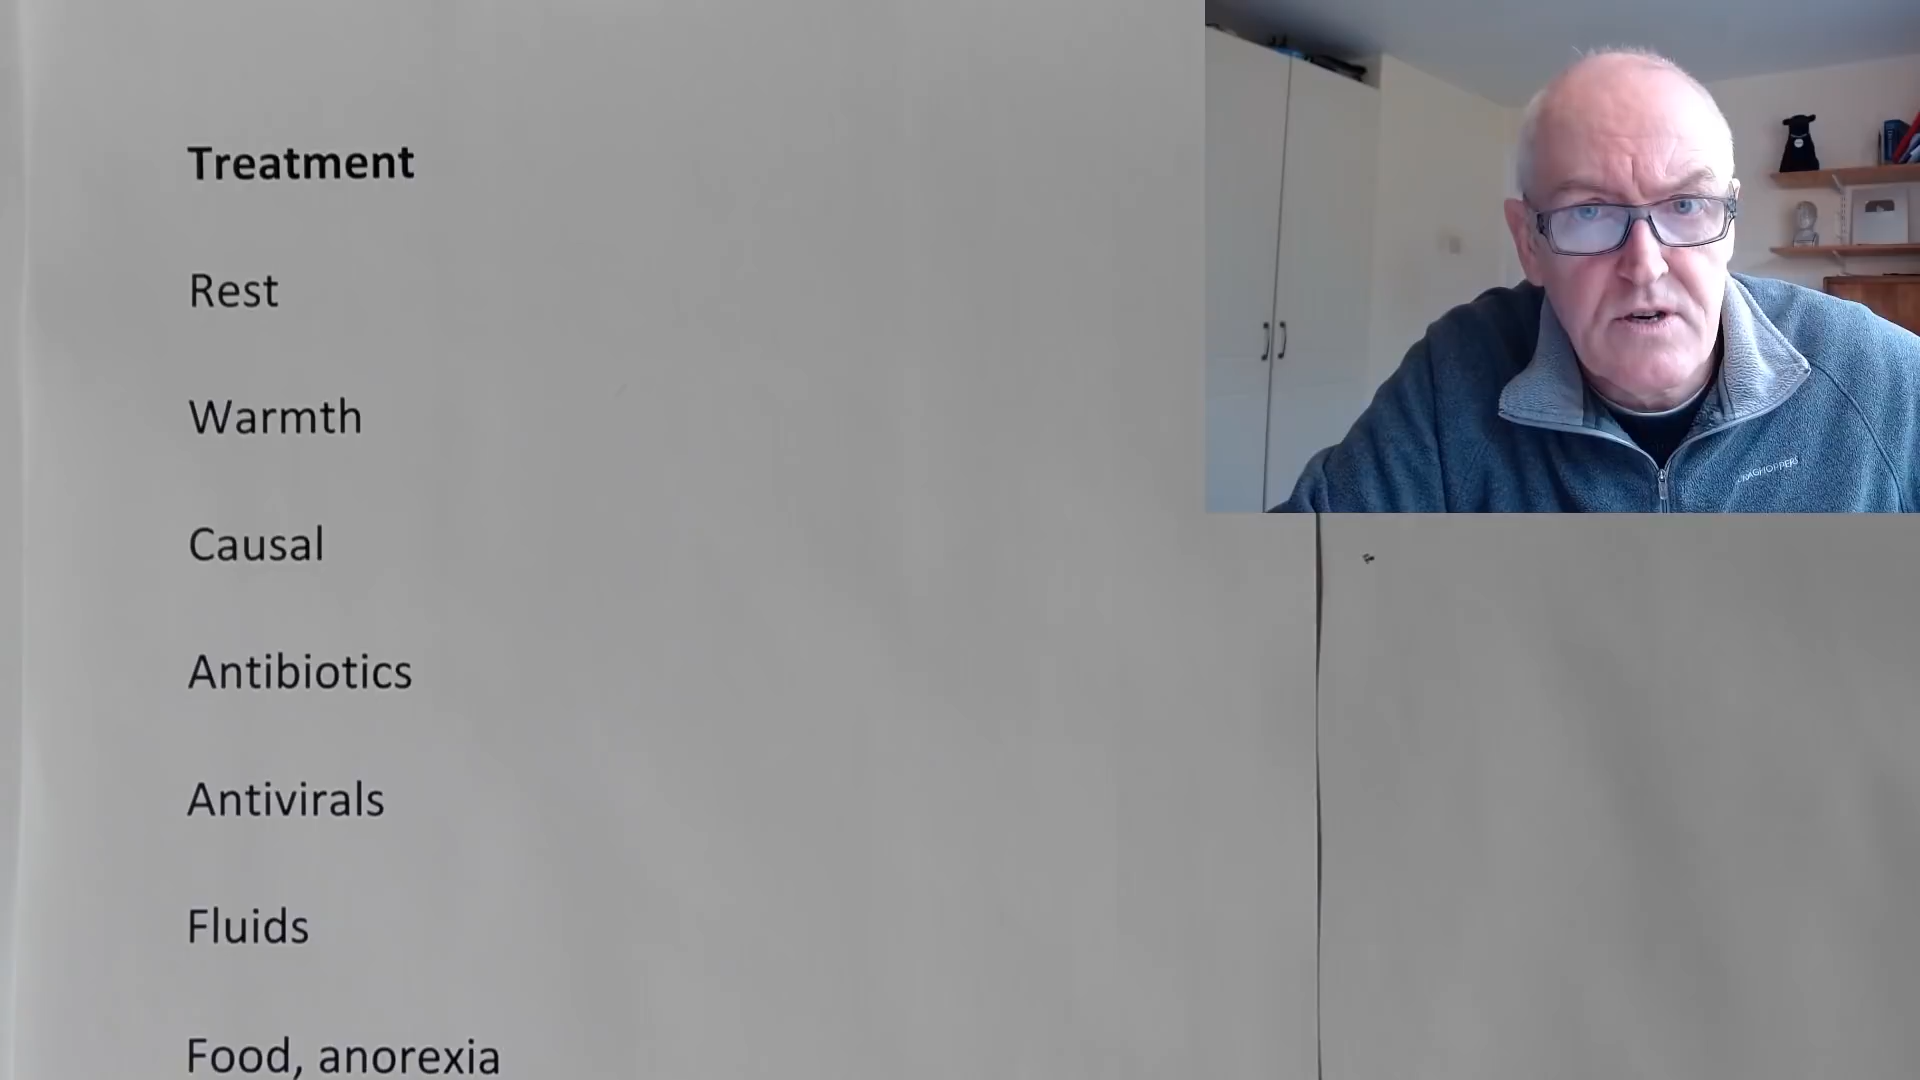 Treatment
Rest
Warmth
Causal
Antibiotics
Antivirals
Fluids
Food, anorexia